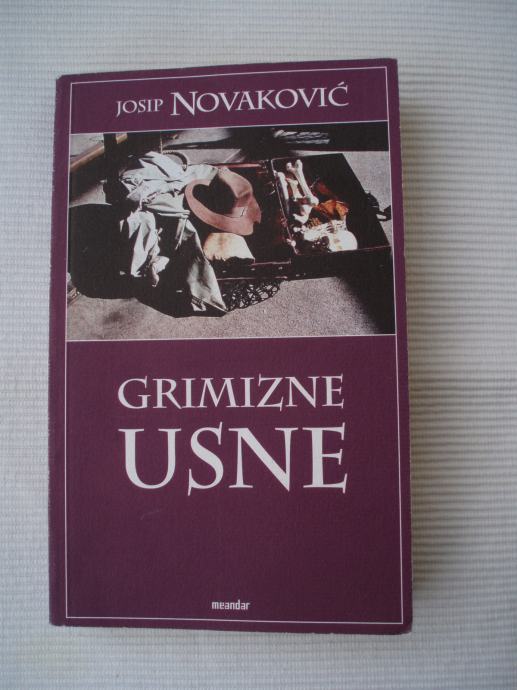 JOSIP NOVAKOVIĆ
GRIMIZNE
USNE
meandar